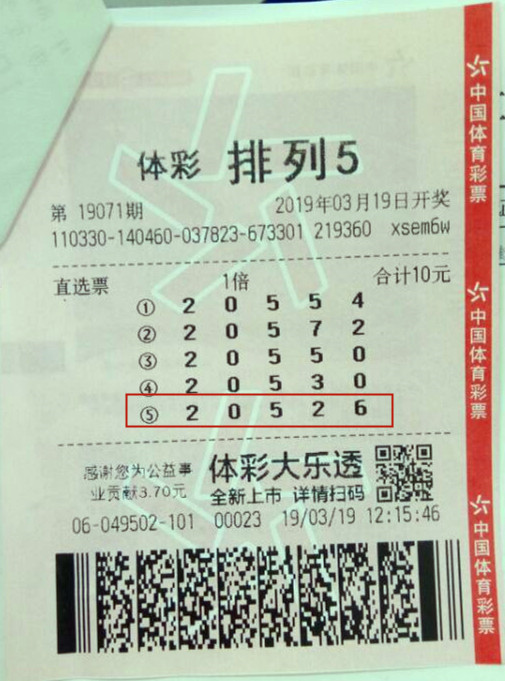 体彩 排列5
第 19071期 2019年03月19日开奖
110330-140460-037823-673301 219360 xsem6w
直选票 1倍 合计10元
① 2 0 5 5 4
② 2 0 5 7 2
③ 2 0 5 5 0
④ 2 0 5 3 0
⑤ 2 0 5 2 6
感谢您为公益事
业贡献3.70元
体彩大乐透
全新上市 详情扫码
06-049502-101 00023 19/03/19 12:15:46
中国体育彩票
中国体育彩票
中国体育彩票